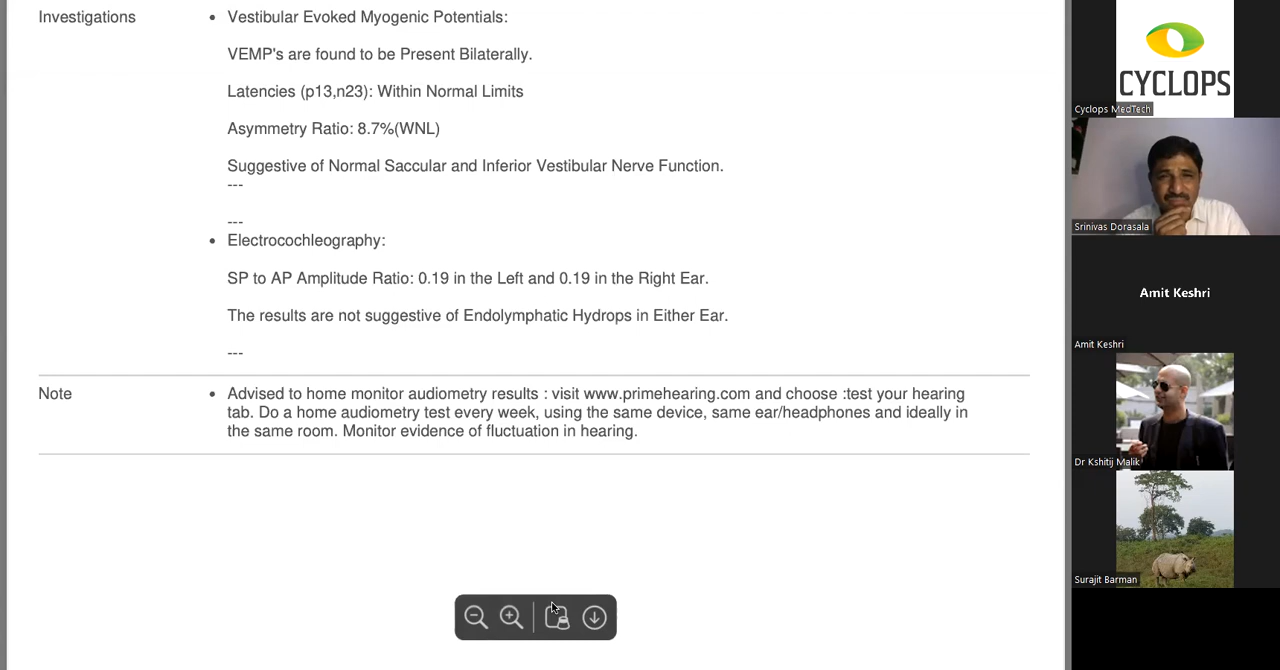 Investigations
• Vestibular Evoked Myogenic Potentials:
VEMP's are found to be Present Bilaterally.
Latencies (p13,n23): Within Normal Limits
Asymmetry Ratio: 8.7%(WNL)
Suggestive of Normal Saccular and Inferior Vestibular Nerve Function.
---
---
• Electrocochleography:
SP to AP Amplitude Ratio: 0.19 in the Left and 0.19 in the Right Ear.
The results are not suggestive of Endolymphatic Hydrops in Either Ear.
---
Note
• Advised to home monitor audiometry results : visit www.primehearing.com and choose :test your hearing
tab. Do a home audiometry test every week, using the same device, same ear/headphones and ideally in
the same room. Monitor evidence of fluctuation in hearing.
CYCLOPS
Cyclops MedTech
Srinivas Dorasala
Amit Keshri
Amit Keshri
Dr Kshitij Malik
Surajit Barman